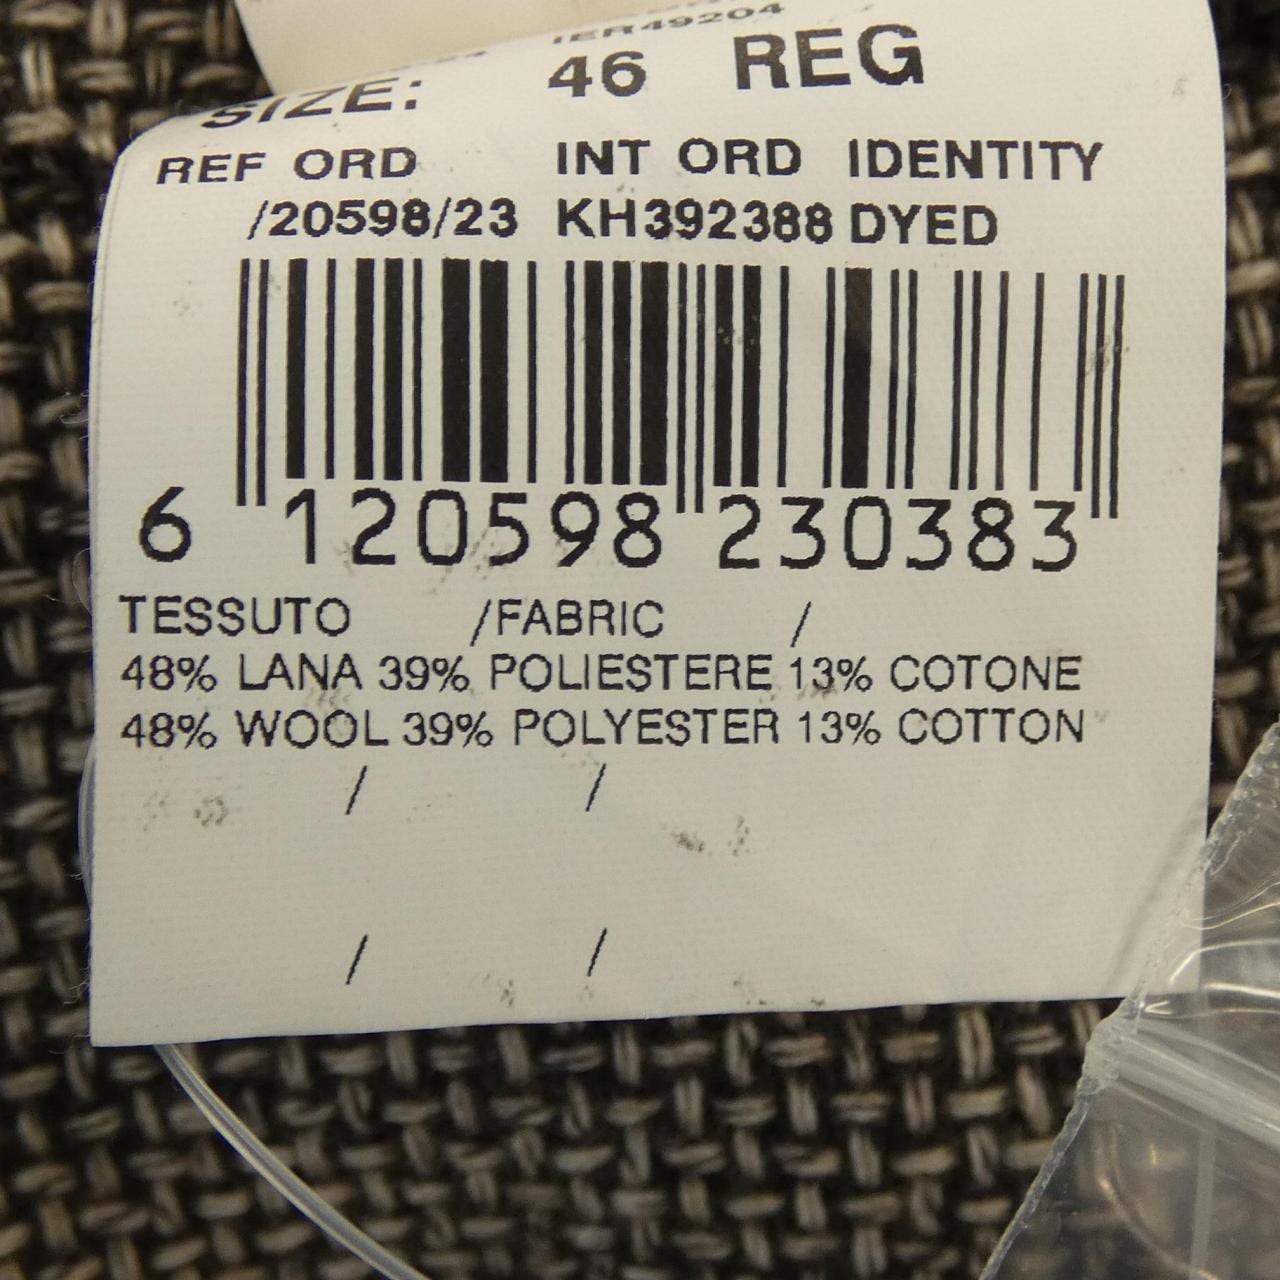 IER49204
SIZE: 46 REG
REF ORD INT ORD IDENTITY
/20598/23 KH392388 DYED
6 120598 230383
TESSUTO /FABRIC /
48% LANA 39% POLIESTERE 13% COTONE
48% WOOL 39% POLYESTER 13% COTTON
/ /
/ /